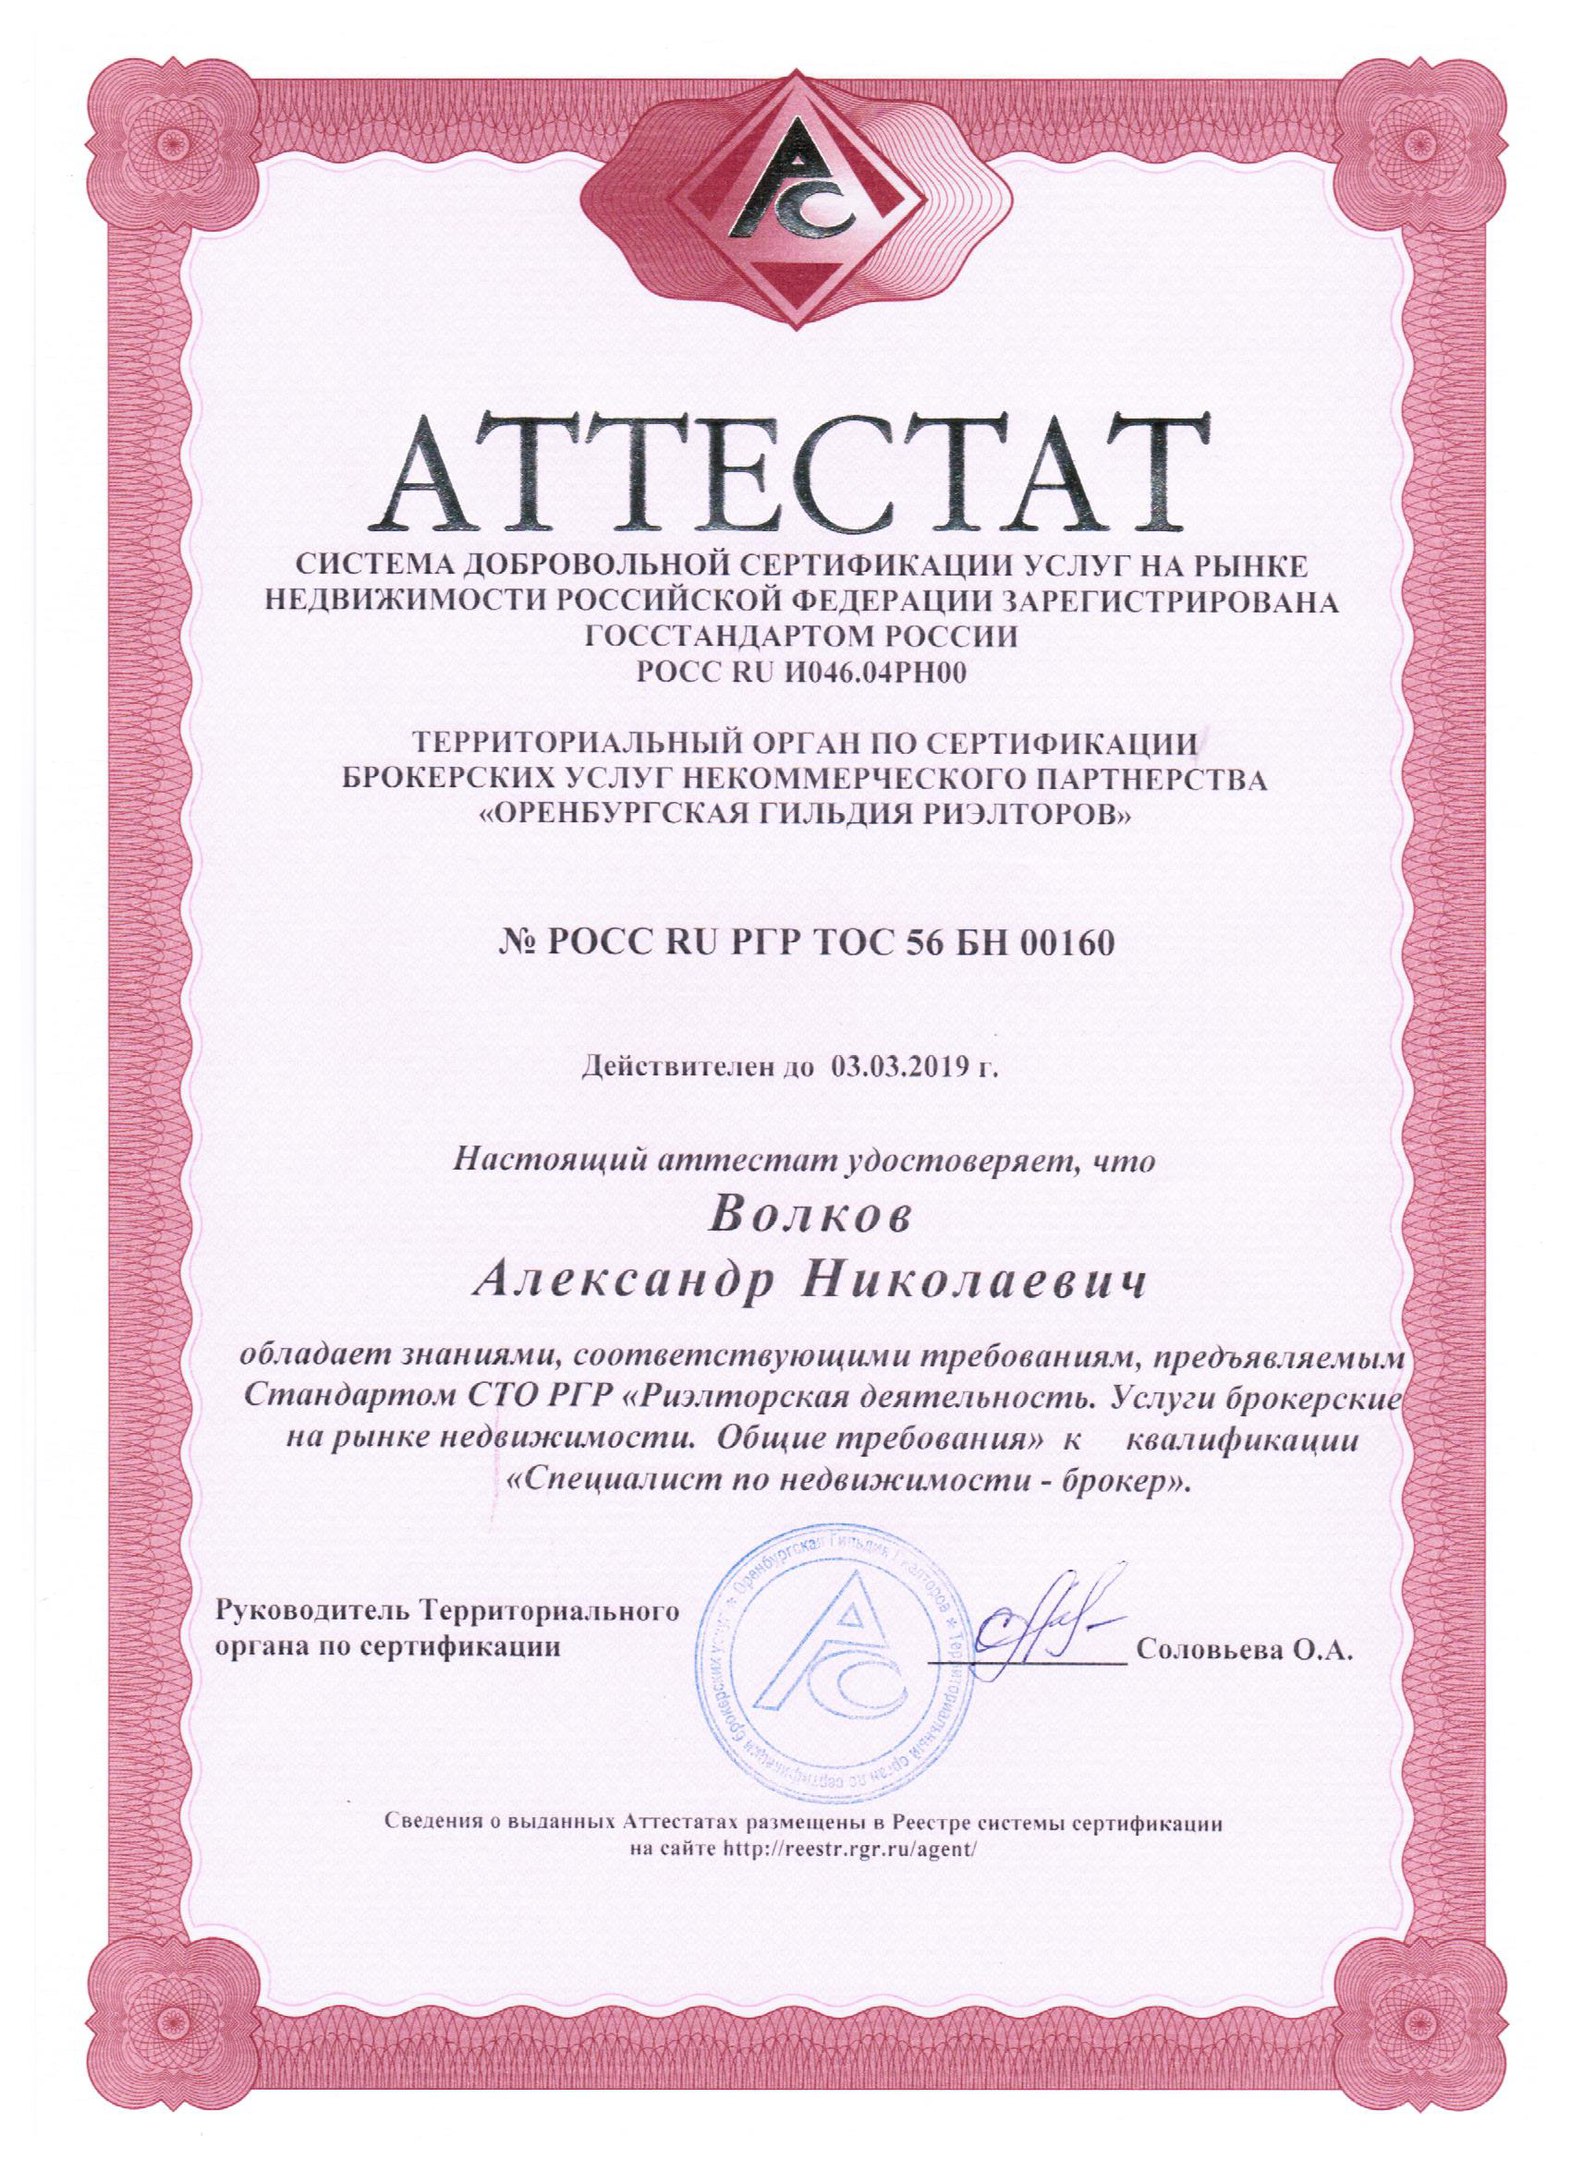 АС
АТТЕСТАТ
СИСТЕМА ДОБРОВОЛЬНОЙ СЕРТИФИКАЦИИ УСЛУГ НА РЫНКЕ
НЕДВИЖИМОСТИ РОССИЙСКОЙ ФЕДЕРАЦИИ ЗАРЕГИСТРИРОВАНА
ГОССТАНДАРТОМ РОССИИ
РОСС RU И046.04РН00
ТЕРРИТОРИАЛЬНЫЙ ОРГАН ПО СЕРТИФИКАЦИИ
БРОКЕРСКИХ УСЛУГ НЕКОММЕРЧЕСКОГО ПАРТНЕРСТВА
«ОРЕНБУРГСКАЯ ГИЛЬДИЯ РИЭЛТОРОВ»
№ РОСС RU РГР ТОС 56 БН 00160
Действителен до 03.03.2019 г.
Настоящий аттестат удостоверяет, что
Волков
Александр Николаевич
обладает знаниями, соответствующими требованиям, предъявляемым
Стандартом СТО РГР «Риэлторская деятельность. Услуги брокерские
на рынке недвижимости. Общие требования» к квалификации
«Специалист по недвижимости - брокер».
Руководитель Территориального
органа по сертификации
Соловьева О.А.
Оренбургская Гильдия Риэлторов * Территориальный орган по сертификации брокерских услуг *
АС
Сведения о выданных Аттестатах размещены в Реестре системы сертификации
на сайте http://reestr.rgr.ru/agent/